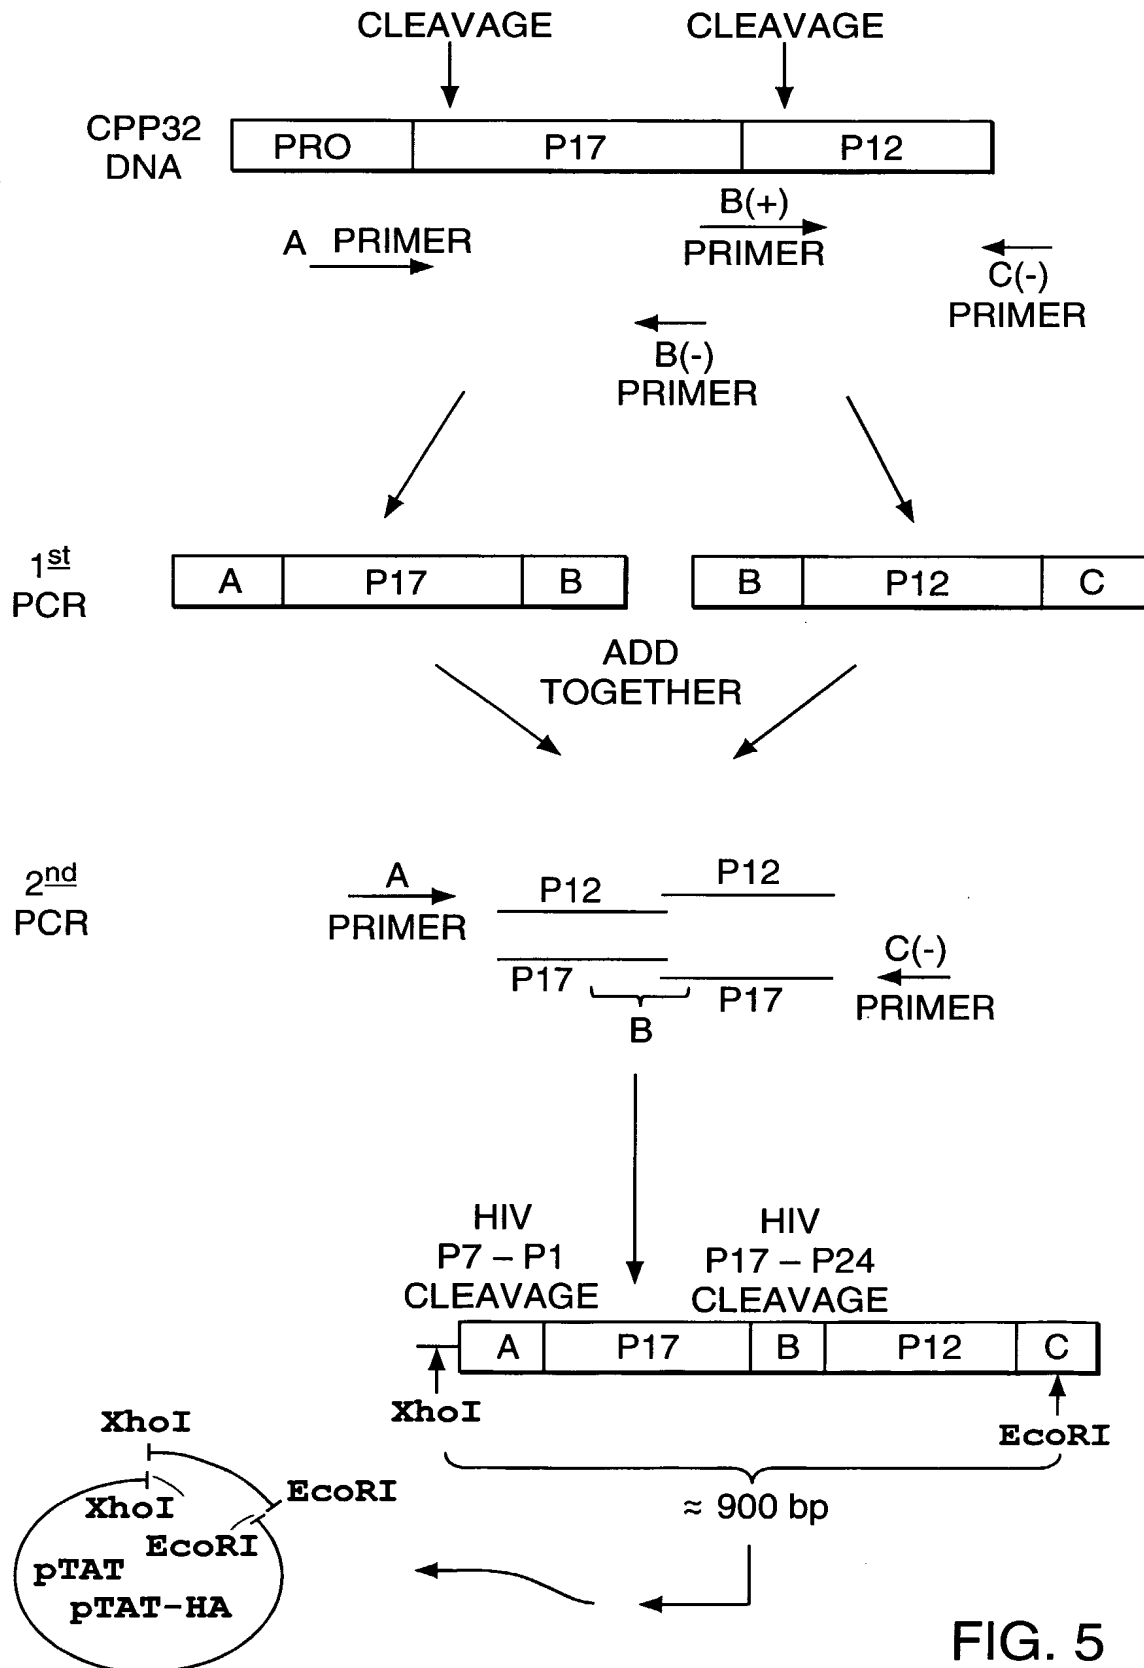 CLEAVAGE CLEAVAGE
CPP32
DNA
PRO P17 P12
A PRIMER
B(+)
PRIMER
C(-)
PRIMER
B(-)
PRIMER
1st
PCR
A P17 B B P12 C
ADD
TOGETHER
2nd
PCR
A
PRIMER
P12 P12
P17 P17
B
C(-)
PRIMER
HIV
P7 – P1
CLEAVAGE
HIV
P17 – P24
CLEAVAGE
A P17 B P12 C
XhoI
EcoRI
≈ 900 bp
XhoI
EcoRI
XhoI
EcoRI
pTAT
pTAT-HA
FIG. 5